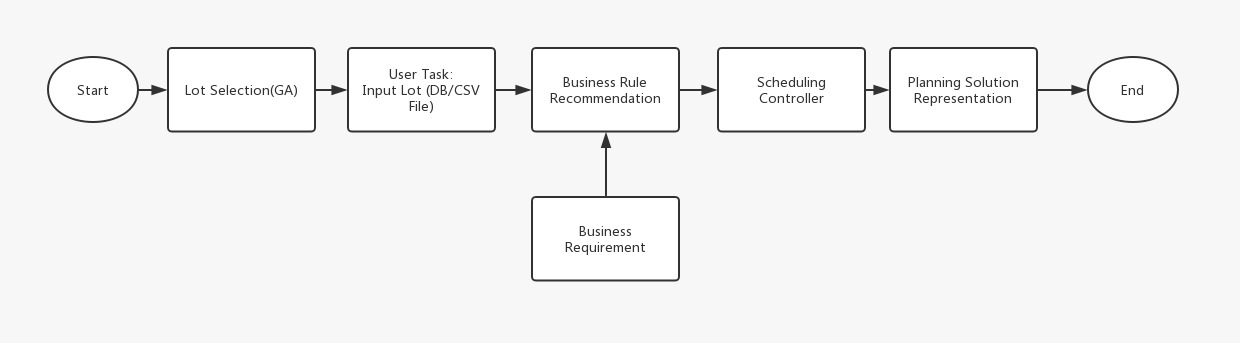 Start
Lot Selection(GA)
User Task:
Input Lot (DB/CSV
File)
Business Rule
Recommendation
Scheduling
Controller
Planning Solution
Representation
End
Business
Requirement